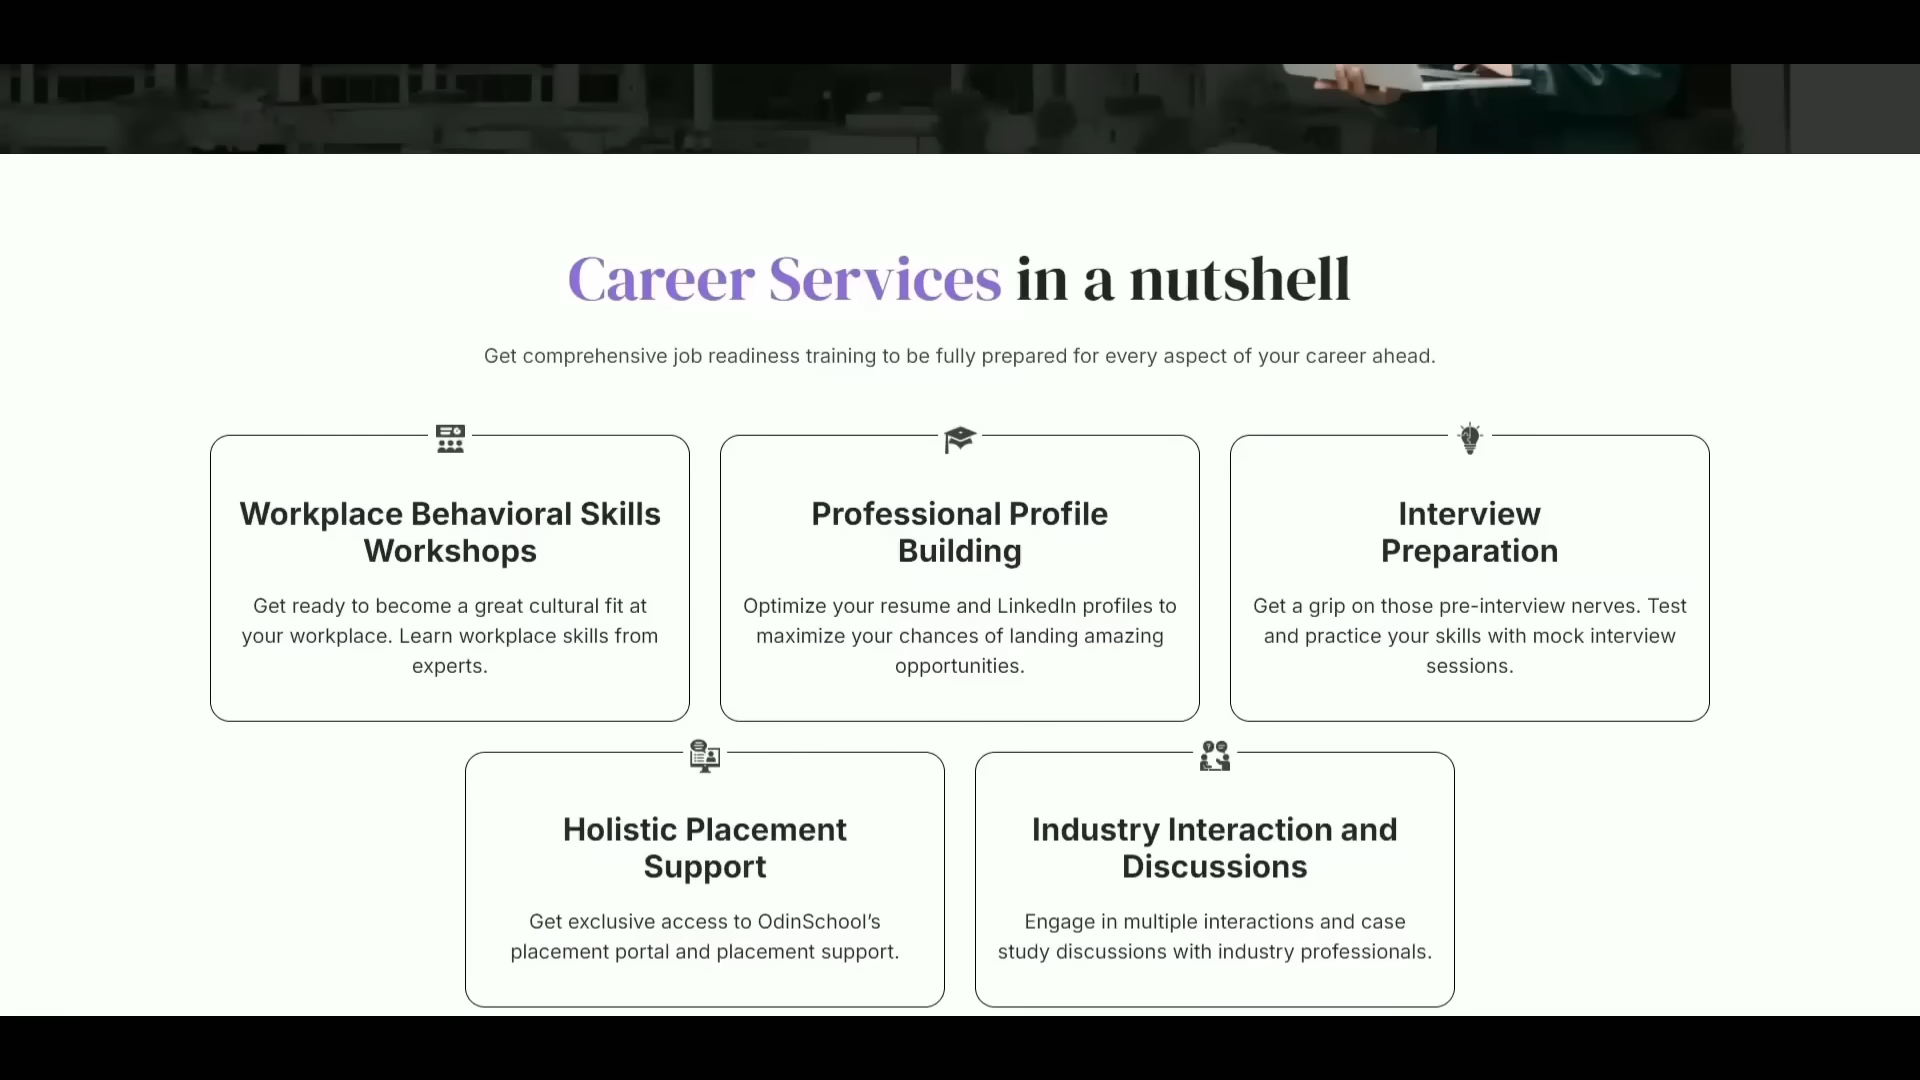 Career Services in a nutshell
Get comprehensive job readiness training to be fully prepared for every aspect of your career ahead.
Workplace Behavioral Skills
Workshops
Get ready to become a great cultural fit at
your workplace. Learn workplace skills from
experts.
Professional Profile
Building
Optimize your resume and LinkedIn profiles to
maximize your chances of landing amazing
opportunities.
Interview
Preparation
Get a grip on those pre-interview nerves. Test
and practice your skills with mock interview
sessions.
Holistic Placement
Support
Get exclusive access to OdinSchool’s
placement portal and placement support.
Industry Interaction and
Discussions
Engage in multiple interactions and case
study discussions with industry professionals.